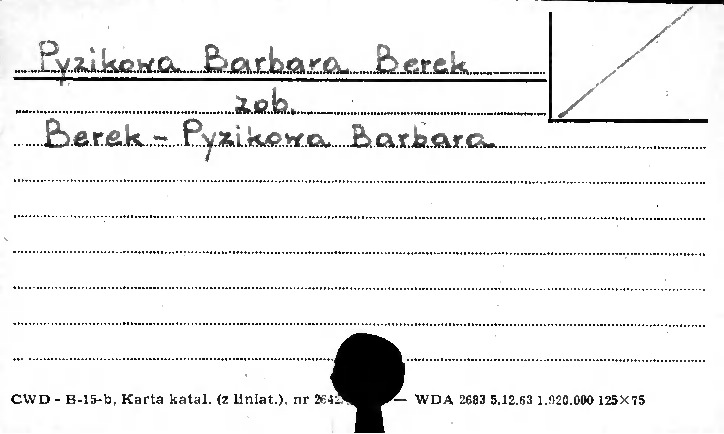 Pyzikowa Barbara Berek
zob.
Berek - Pyzikowa Barbara
CWD - B-15-b, Karta katal. (z liniat.), nr 2642 — WDA 2683 5.12.63 1.920.000 125×75